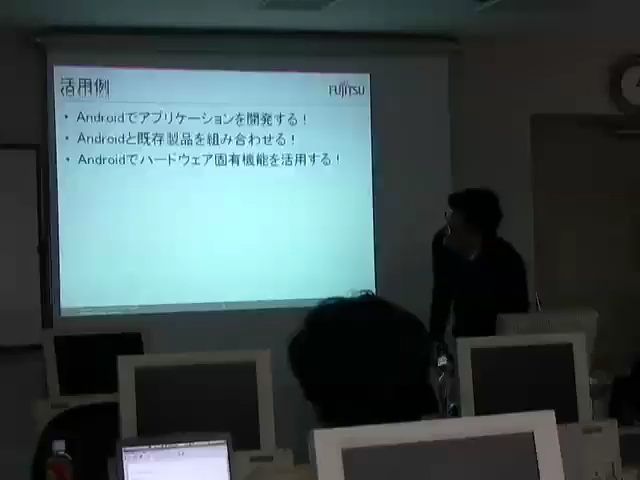 活用例
FUJITSU
• Androidでアプリケーションを開発する！
• Androidと既存製品を組み合わせる！
• Androidでハードウェア固有機能を活用する！